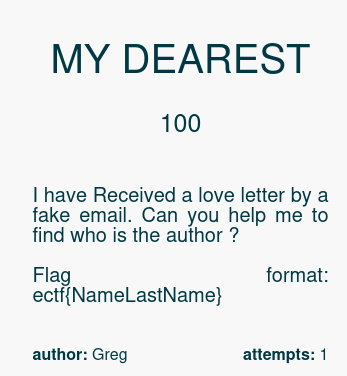 MY DEAREST
100
I have Received a love letter by a
fake email. Can you help me to
find who is the author ?
Flag format:
ectf{NameLastName}
author: Greg attempts: 1